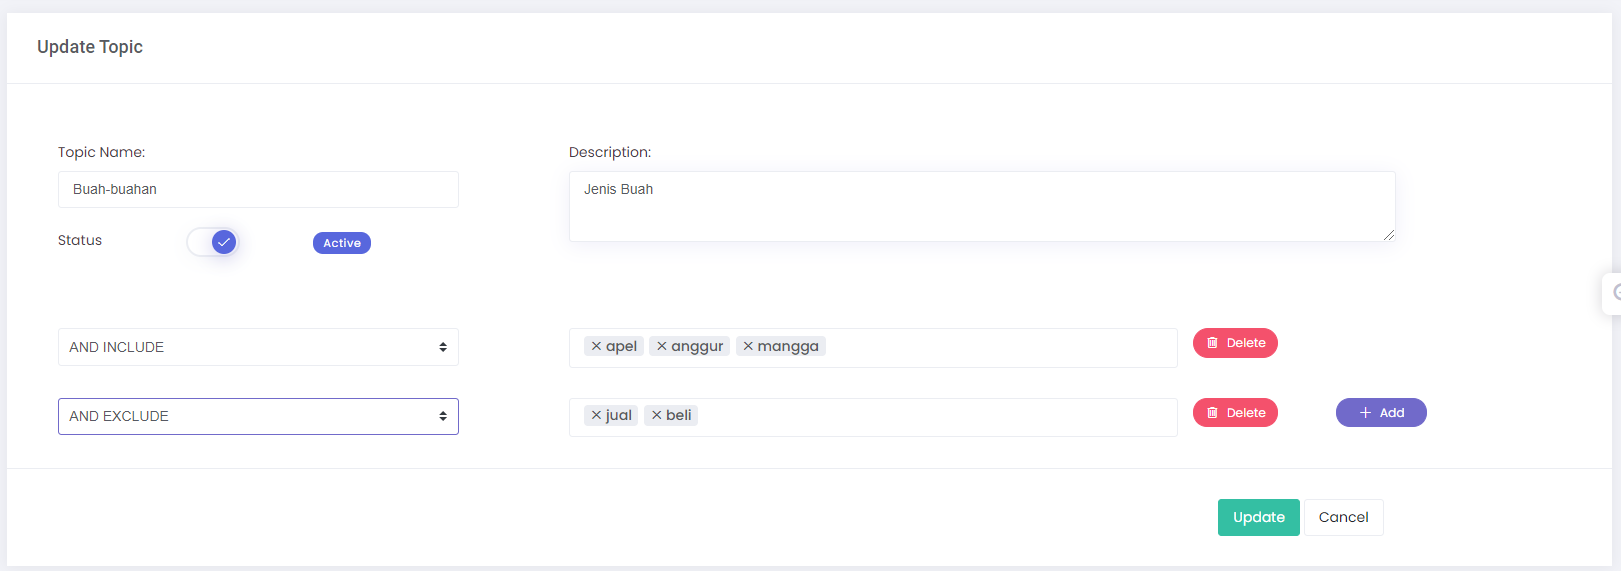 Update Topic
Topic Name:
Description:
Buah-buahan
Jenis Buah
Status
Active
AND INCLUDE
apel anggur mangga
Delete
AND EXCLUDE
jual beli
Delete
Add
Update
Cancel